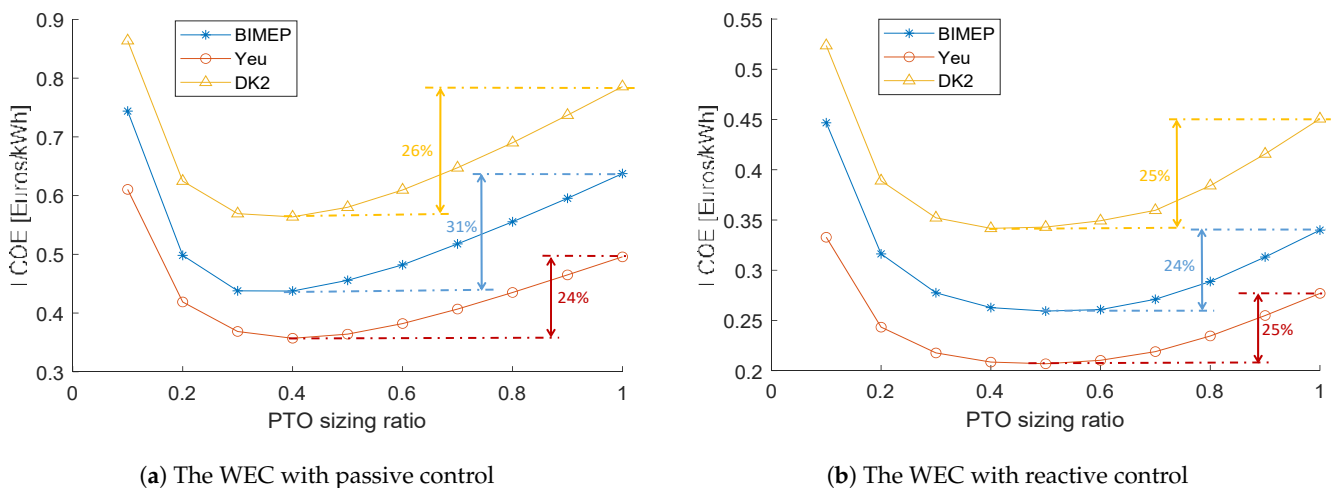 LCOE [Euros/kWh]
0.9
0.8
0.7
0.6
0.5
0.4
0.3
BIMEP
Yeu
DK2
26%
31%
24%
0
0.2
0.4
0.6
0.8
1
PTO sizing ratio
(a) The WEC with passive control
LCOE [Euros/kWh]
0.55
0.5
0.45
0.4
0.35
0.3
0.25
0.2
BIMEP
Yeu
DK2
25%
24%
25%
0
0.2
0.4
0.6
0.8
1
PTO sizing ratio
(b) The WEC with reactive control